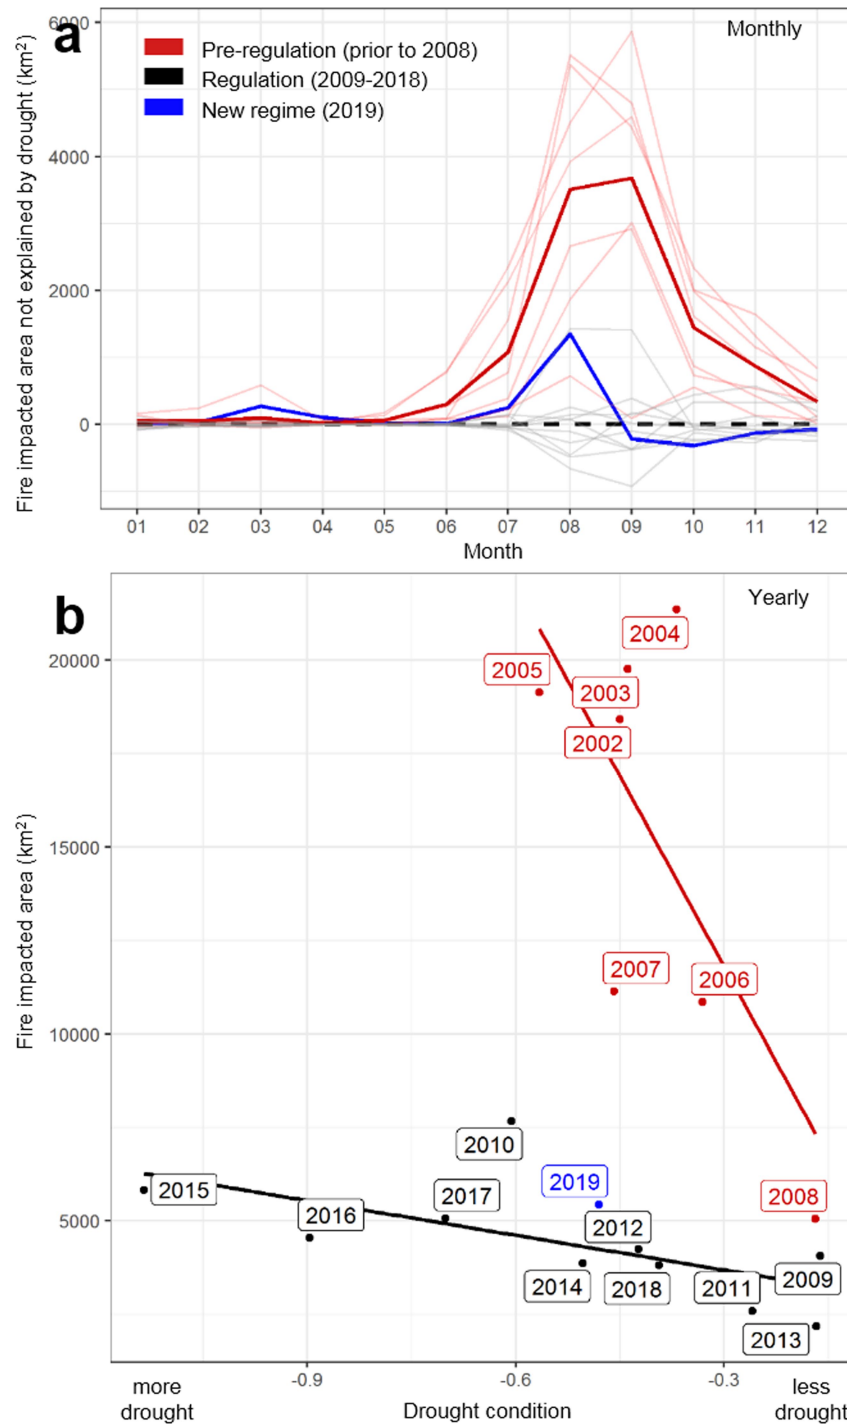 a
Monthly
Pre-regulation (prior to 2008)
Regulation (2009-2018)
New regime (2019)
Fire impacted area not explained by drought (km²)
6000
4000
2000
0
01 02 03 04 05 06 07 08 09 10 11 12
Month
b
Yearly
Fire impacted area (km²)
20000
15000
10000
5000
2004
2005
2003
2002
2007
2006
2010
2019
2015
2017
2008
2016
2012
2014
2018
2011
2009
2013
-0.9 -0.6 -0.3
more
drought
Drought condition
less
drought